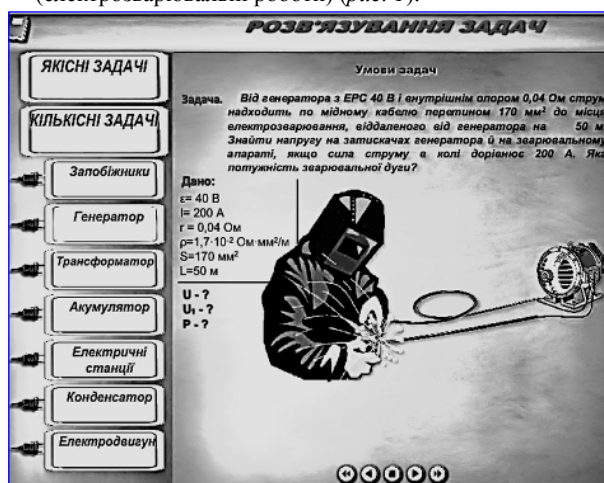 (електрозварювальні роботи) (рис. 1).
РОЗВ'ЯЗУВАННЯ ЗАДАЧ
ЯКІСНІ ЗАДАЧІ
КІЛЬКІСНІ ЗАДАЧІ
Запобіжники
Генератор
Трансформатор
Акумулятор
Електричні
станції
Конденсатор
Електродвигун
Умови задач
Задача. Від генератора з ЕРС 40 В і внутрішнім опором 0,04 Ом струм
надходить по мідному кабелю перетином 170 мм² до місця
електрозварювання, віддаленого від генератора на 50 м
Знайти напругу на затискачах генератора й на зварювальному
апараті, якщо сила струму в колі дорівнює 200 А. Яка
потужність зварювальної дуги?
Дано:
ε= 40 В
I= 200 А
r = 0,04 Ом
ρ=1,7·10⁻² Ом·мм²/м
S=170 мм²
L=50 м
U - ?
U₁ - ?
P - ?